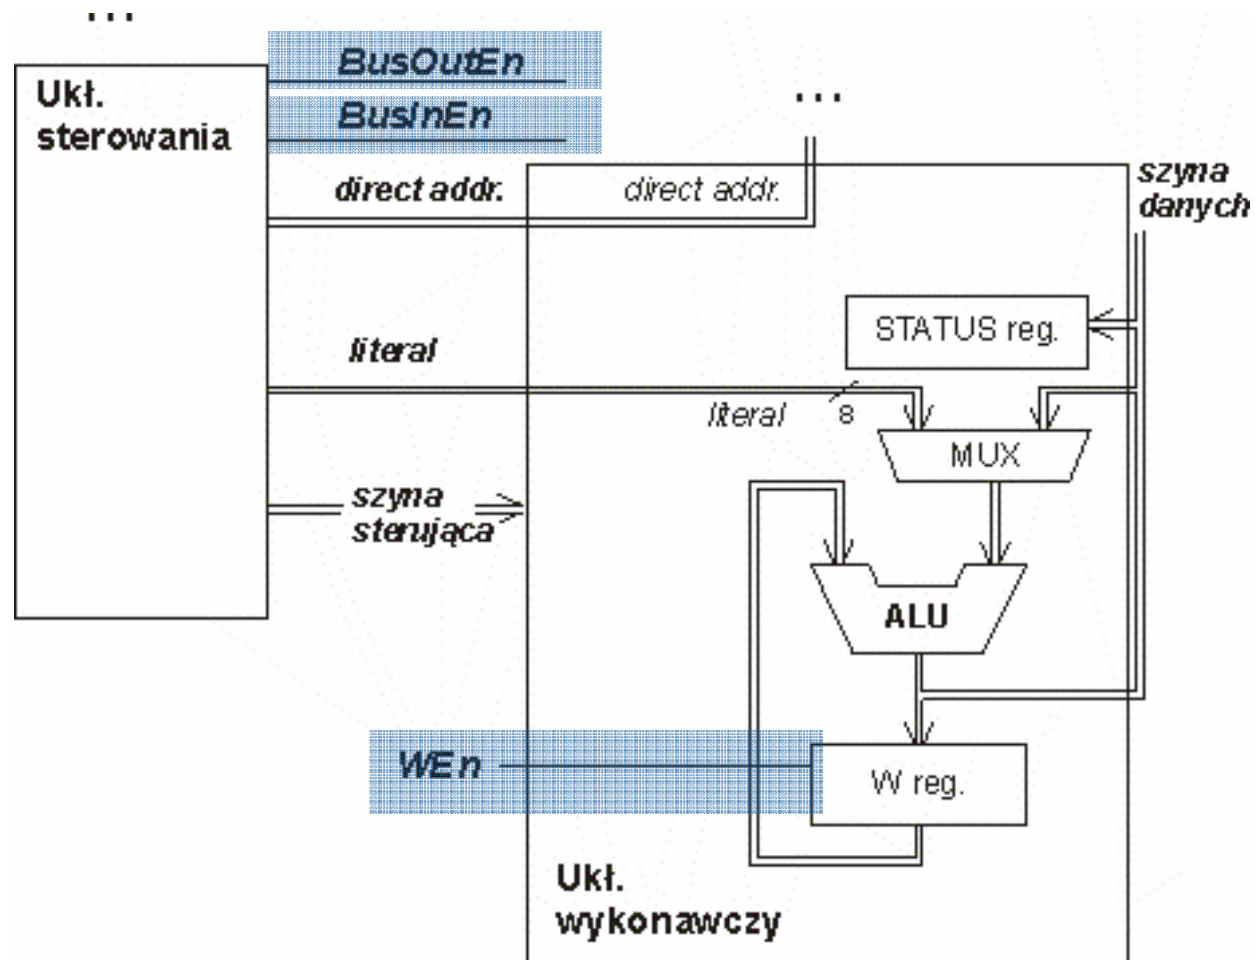 ...
BusOutEn
Ukł.
sterowania
BusInEn
...
direct addr.
direct addr.
szyna
danych
STATUS reg.
literal
literal
8
MUX
szyna
sterująca
ALU
WEn
W reg.
Ukł.
wykonawczy